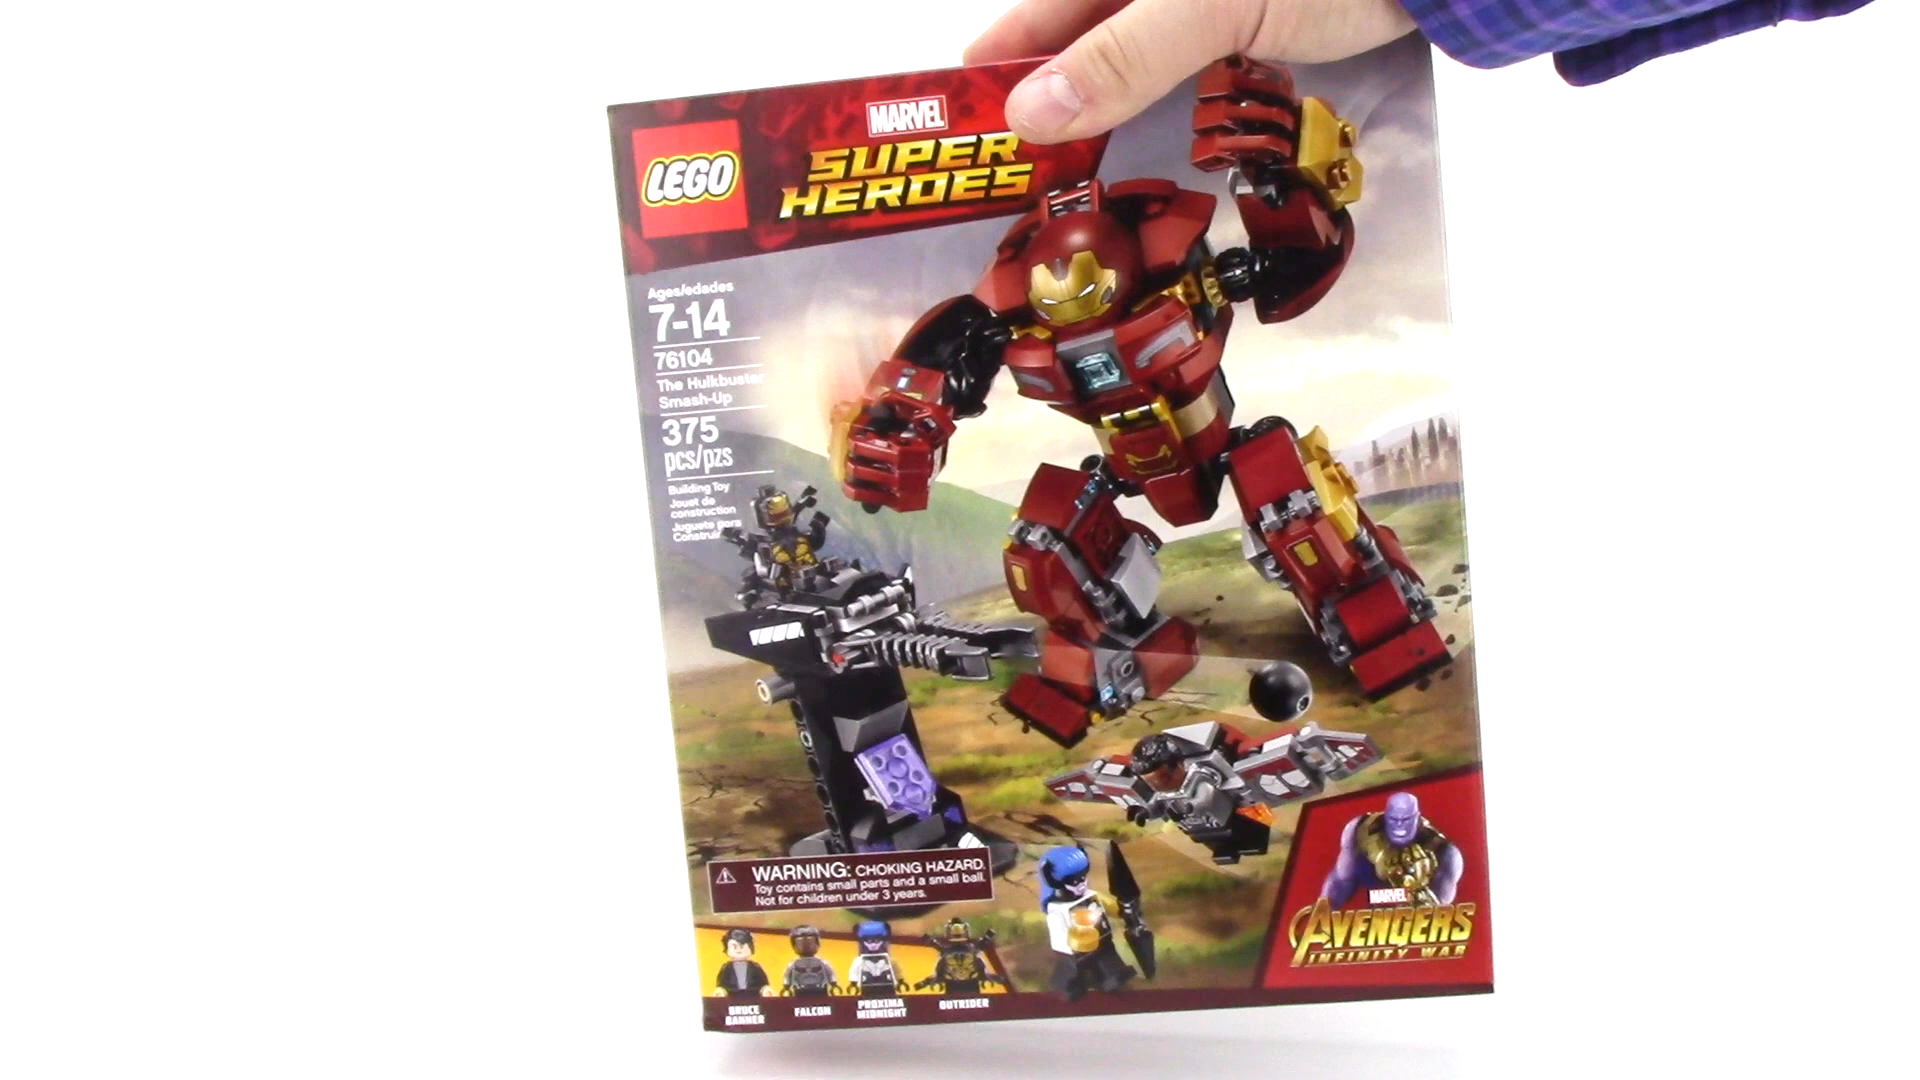 MARVEL
LEGO
SUPER
HEROES
Ages/edades
7-14
76104
The Hulkbuster
Smash-Up
375
pcs/pzs
Building Toy
Jouet de
construction
Juguete para
Construir
WARNING: CHOKING HAZARD.
Toy contains small parts and a small ball.
Not for children under 3 years.
BRUCE
BANNER
FALCON
PROXIMA
MIDNIGHT
OUTRIDER
MARVEL
AVENGERS
INFINITY WAR